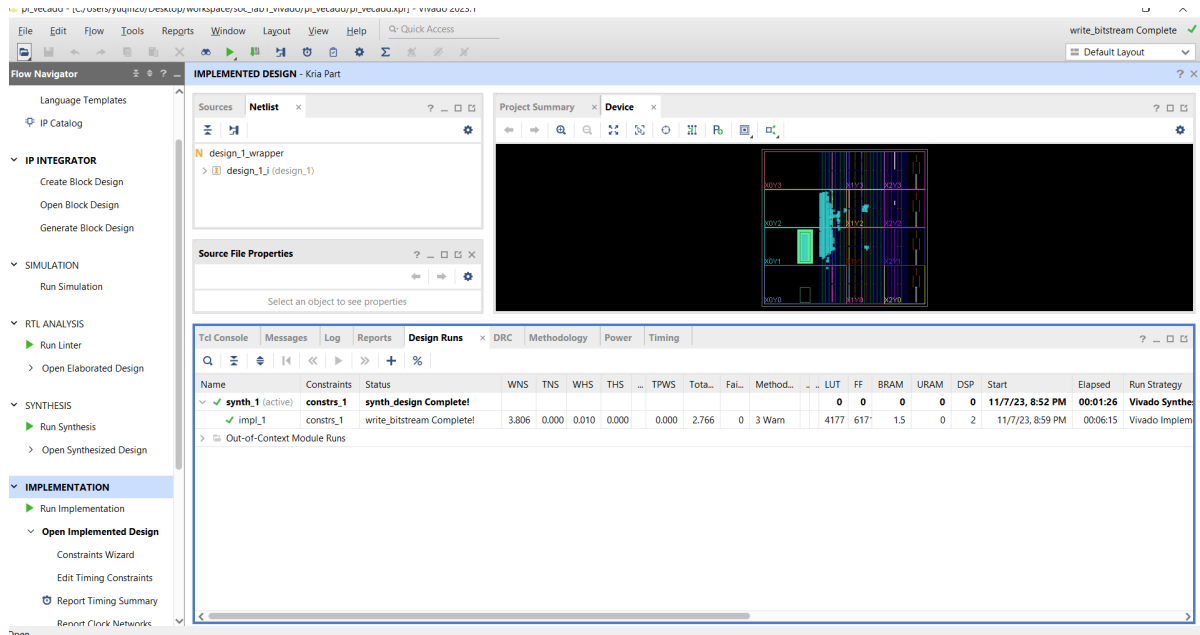 pl_vecadd - [C:/Users/yuqin20/Desktop/workspace/soc_lab1_vivado/pl_vecadd/pl_vecadd.xpr] - Vivado 2023.1
File Edit Flow Tools Reports Window Layout View Help Q- Quick Access write_bitstream Complete
Default Layout
Flow Navigator
IMPLEMENTED DESIGN - Kria Part
Language Templates
IP Catalog
IP INTEGRATOR
Create Block Design
Open Block Design
Generate Block Design
SIMULATION
Run Simulation
RTL ANALYSIS
Run Linter
Open Elaborated Design
SYNTHESIS
Run Synthesis
Open Synthesized Design
IMPLEMENTATION
Run Implementation
Open Implemented Design
Constraints Wizard
Edit Timing Constraints
Report Timing Summary
Report Clock Networks
Sources Netlist
N design_1_wrapper
design_1_i (design_1)
Source File Properties
Select an object to see properties
Project Summary Device
X0Y3 X1Y3 X2Y3
X0Y2 X1Y2 X2Y2
X0Y1 X1Y1 X2Y1
X0Y0 X1Y0 X2Y0
Tcl Console Messages Log Reports Design Runs DRC Methodology Power Timing
Name Constraints Status WNS TNS WHS THS ... TPWS Tota... Fai... Method... .. .. LUT FF BRAM URAM DSP Start Elapsed Run Strategy
synth_1 (active) constrs_1 synth_design Complete! 0 0 0 0 0 11/7/23, 8:52 PM 00:01:26 Vivado Synthe
impl_1 constrs_1 write_bitstream Complete! 3.806 0.000 0.010 0.000 0.000 2.766 0 3 Warn 4177 617 1.5 0 2 11/7/23, 8:59 PM 00:06:15 Vivado Implem
Out-of-Context Module Runs
Open